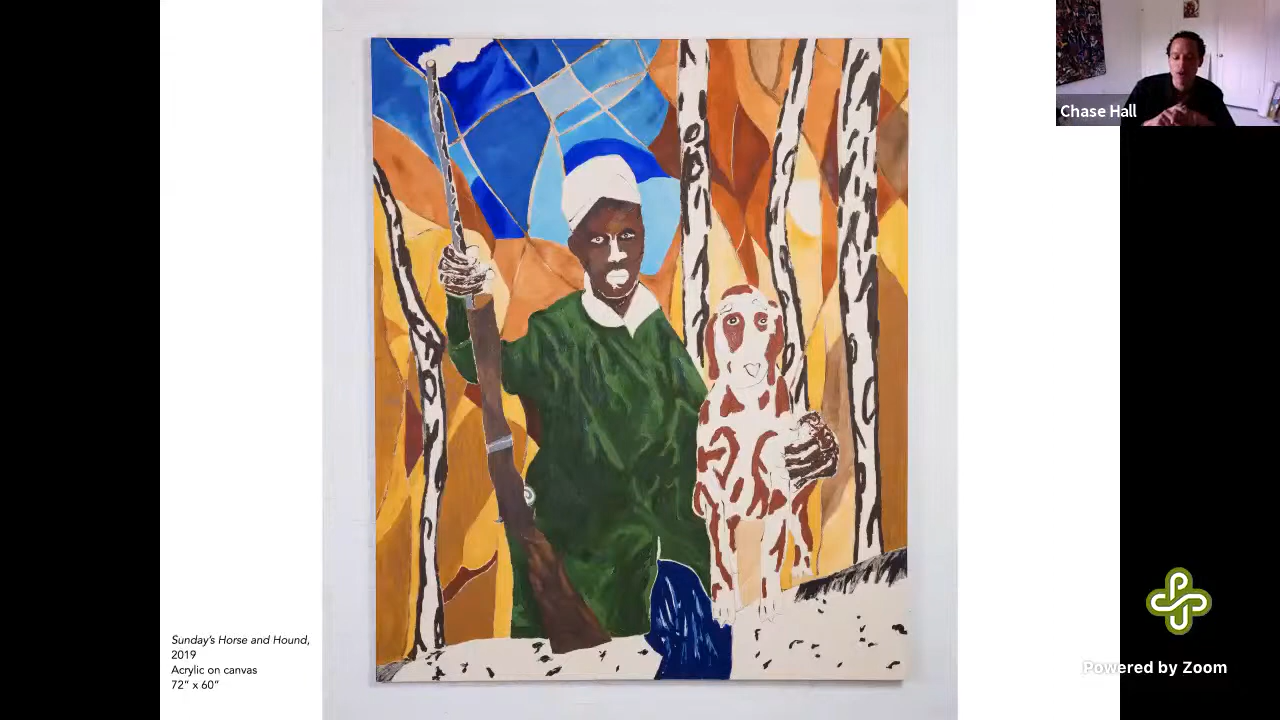 Chase Hall
Sunday's Horse and Hound,
2019
Acrylic on canvas
72" x 60"
Powered by Zoom